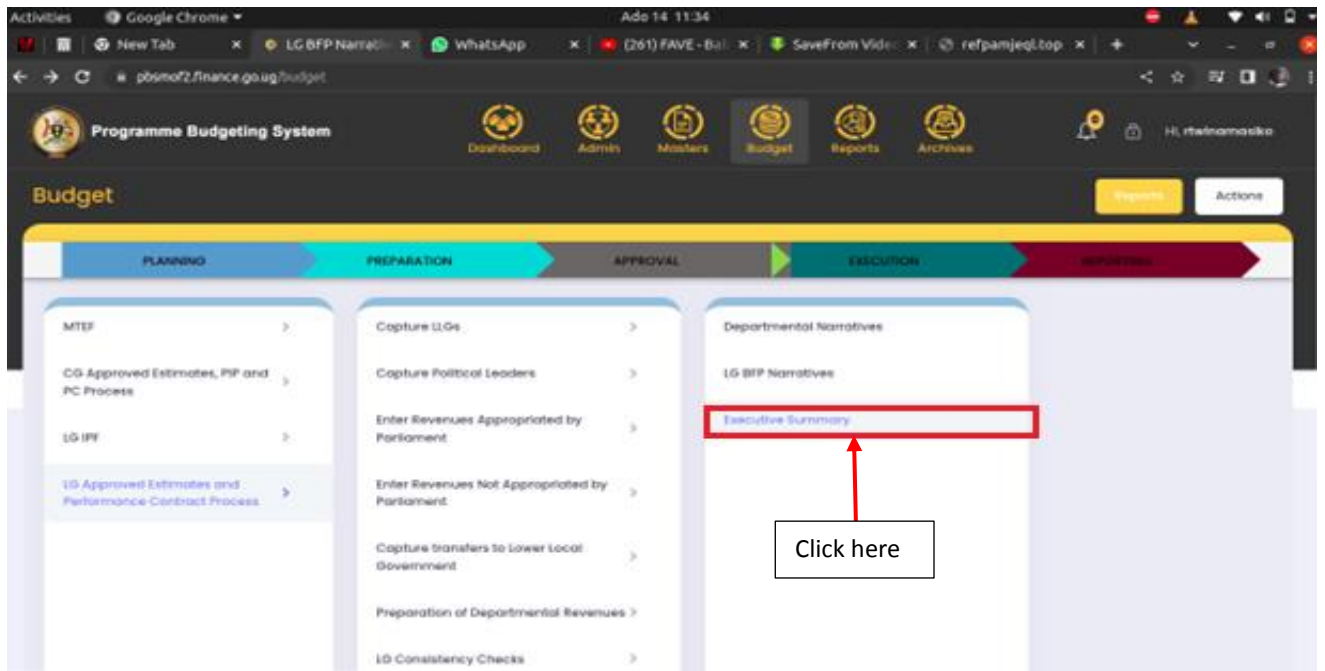 Activities Google Chrome Ado 14 11:34
New Tab × LG BFP Narrativ × WhatsApp × (261) FAVE - Bal × SaveFrom Vide × refpamjeql.top × +
pbsmof2.finance.go.ug/budget
Programme Budgeting System Dashboard Admin Masters Budget Reports Archives Hi, rtwinamasiko
Budget Reports Actions
PLANNING PREPARATION APPROVAL EXECUTION REPORTING
MTEF
CG Approved Estimates, PIP and
PC Process
LG IPF
LG Approved Estimates and
Performance Contract Process
Capture LLGs
Capture Political Leaders
Enter Revenues Appropriated by
Parliament
Enter Revenues Not Appropriated by
Parliament
Capture transfers to Lower Local
Government
Preparation of Departmental Revenues
LG Consistency Checks
Departmental Narratives
LG BFP Narratives
Executive Summary
Click here